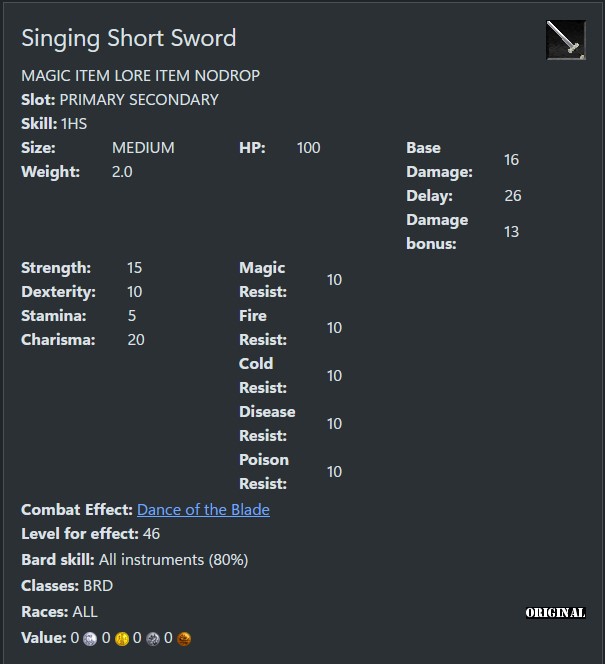 Singing Short Sword
MAGIC ITEM LORE ITEM NODROP
Slot: PRIMARY SECONDARY
Skill: 1HS
Size: MEDIUM HP: 100 Base Damage: 16
Weight: 2.0 Delay: 26
Damage bonus: 13
Strength: 15 Magic Resist: 10
Dexterity: 10 Fire Resist: 10
Stamina: 5 Cold Resist: 10
Charisma: 20 Disease Resist: 10
Poison Resist: 10
Combat Effect: Dance of the Blade
Level for effect: 46
Bard skill: All instruments (80%)
Classes: BRD
Races: ALL
ORIGINAL
Value: 0 0 0 0